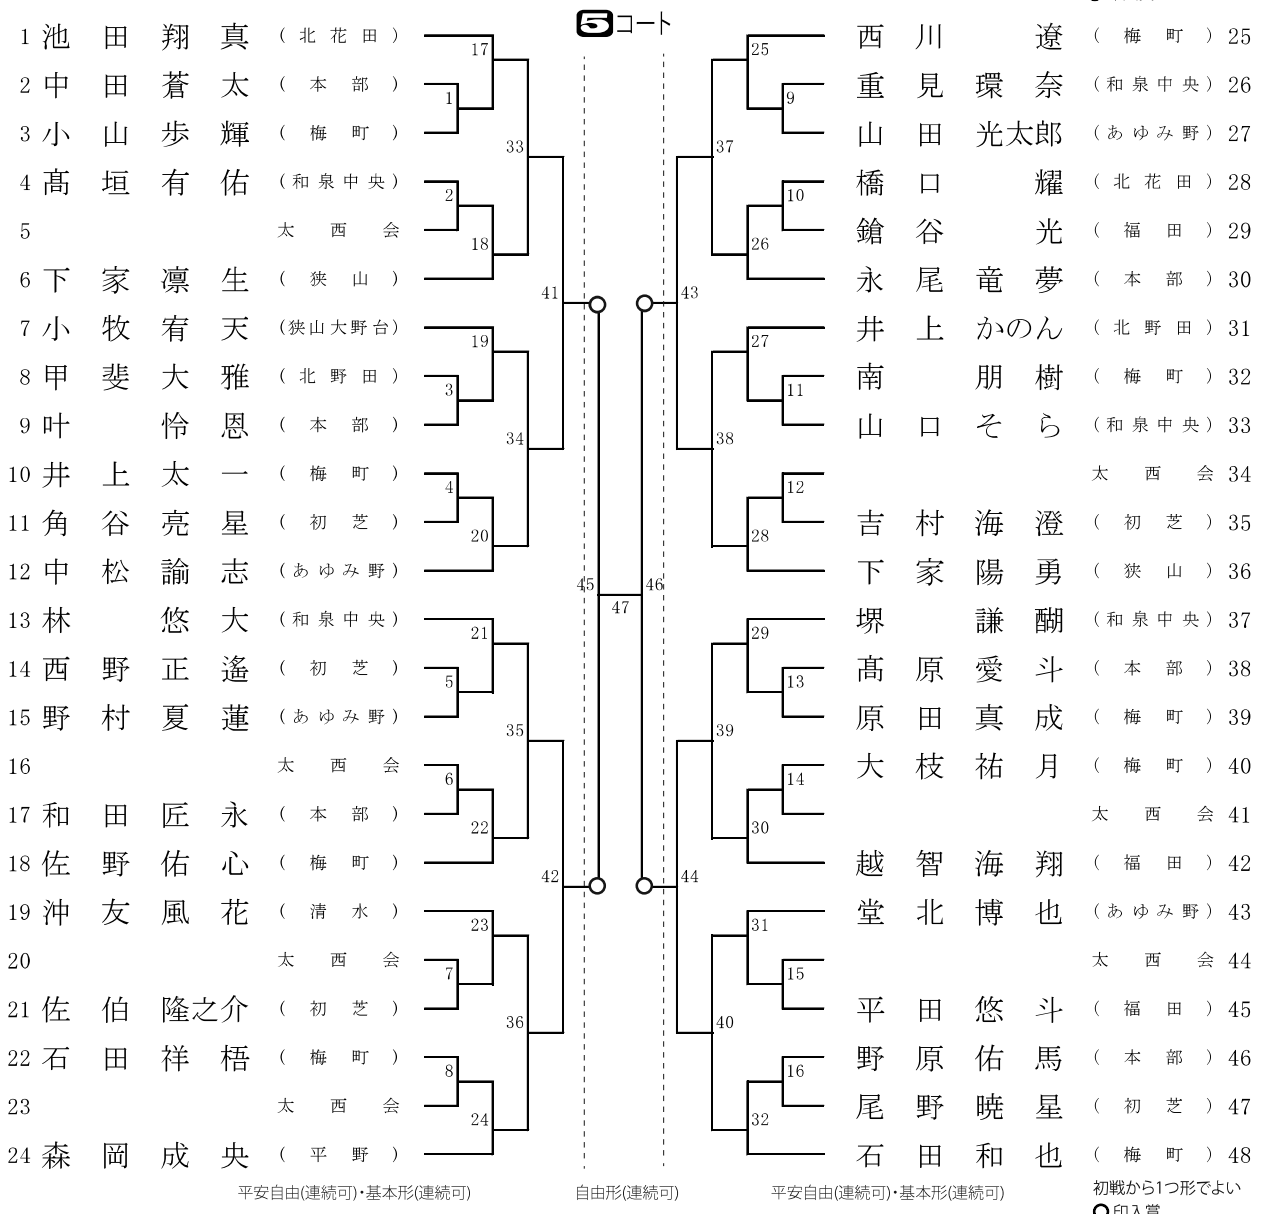 5コート
1 池田翔真 (北花田)
2 中田蒼太 (本部)
3 小山歩輝 (梅町)
4 髙垣有佑 (和泉中央)
5 太西会
6 下家凛生 (狭山)
7 小牧宥天 (狭山大野台)
8 甲斐大雅 (北野田)
9 叶怜恩 (本部)
10 井上太一 (梅町)
11 角谷亮星 (初芝)
12 中松諭志 (あゆみ野)
13 林悠大 (和泉中央)
14 西野正遙 (初芝)
15 野村夏蓮 (あゆみ野)
16 太西会
17 和田匠永 (本部)
18 佐野佑心 (梅町)
19 沖友風花 (清水)
20 太西会
21 佐伯隆之介 (初芝)
22 石田祥梧 (梅町)
23 太西会
24 森岡成央 (平野)
17
1
33
2
18
41
19
3
34
4
20
21
5
35
6
22
42
23
7
36
8
24
45
47
46
25
9
37
10
26
43
27
11
38
12
28
29
13
39
14
30
44
31
15
40
16
32
西川遼 (梅町) 25
重見環奈 (和泉中央) 26
山田光太郎 (あゆみ野) 27
橋口耀 (北花田) 28
鎗谷光 (福田) 29
永尾竜夢 (本部) 30
井上かのん (北野田) 31
南朋樹 (梅町) 32
山口そら (和泉中央) 33
太西会 34
吉村海澄 (初芝) 35
下家陽勇 (狭山) 36
堺謙醐 (和泉中央) 37
髙原愛斗 (本部) 38
原田真成 (梅町) 39
大枝祐月 (梅町) 40
太西会 41
越智海翔 (福田) 42
堂北博也 (あゆみ野) 43
太西会 44
平田悠斗 (福田) 45
野原佑馬 (本部) 46
尾野暁星 (初芝) 47
石田和也 (梅町) 48
平安自由(連続可)・基本形(連続可)
自由形(連続可)
平安自由(連続可)・基本形(連続可)
初戦から1つ形でよい
○印入賞